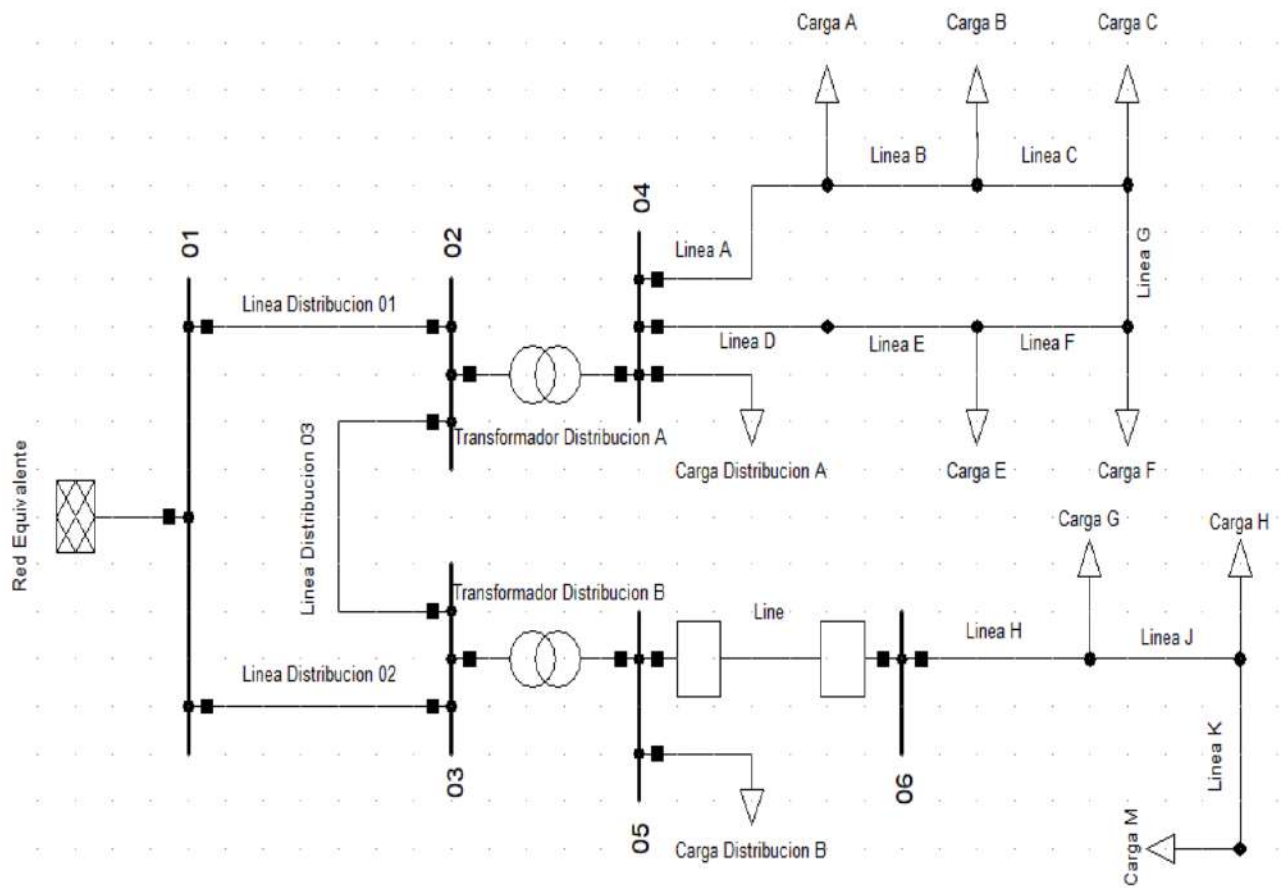 Carga A
Carga B
Carga C
Linea B
Linea C
04
02
01
Linea A
Linea G
Linea Distribucion 01
Linea D
Linea E
Linea F
Transformador Distribucion A
Linea Distribucion 03
Carga Distribucion A
Carga E
Carga F
Red Equivalente
Carga G
Carga H
Transformador Distribucion B
Line
Linea H
Linea J
Linea Distribucion 02
03
06
Linea K
05
Carga Distribucion B
Carga M